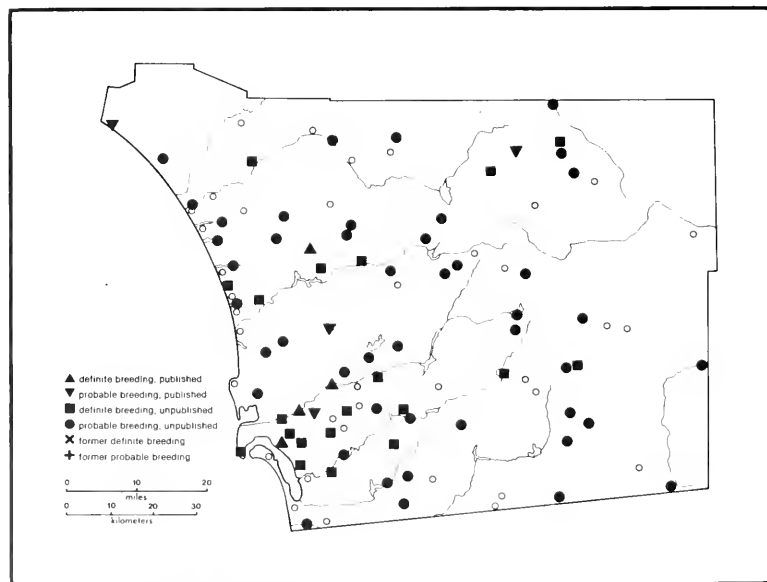 definite breeding, published
probable breeding, published
definite breeding, unpublished
probable breeding, unpublished
former definite breeding
former probable breeding
0 10 20
miles
0 10 20 30
kilometers